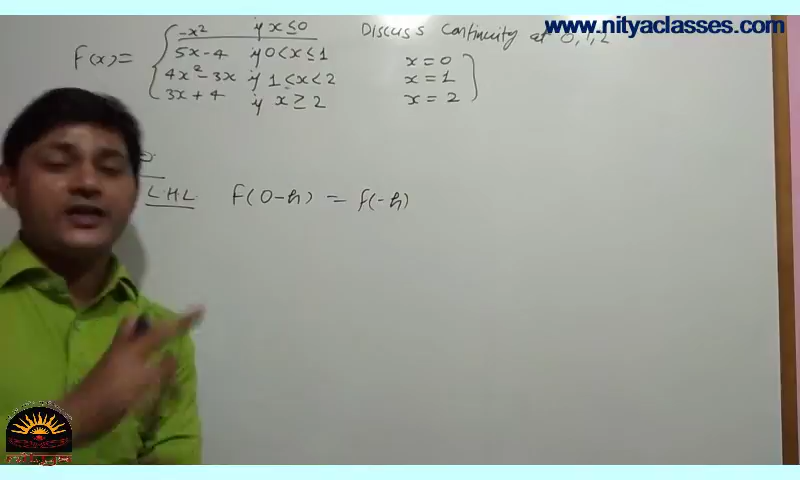 www.nityaclasses.com
F(x) = { -x² if x ≤ 0 Discuss Continuity at 0, 1, 2
5x - 4 if 0 < x ≤ 1 x = 0
4x² - 3x if 1 < x < 2 x = 1
3x + 4 if x ≥ 2 x = 2
L.H.L. F(0-h) = f(-h)